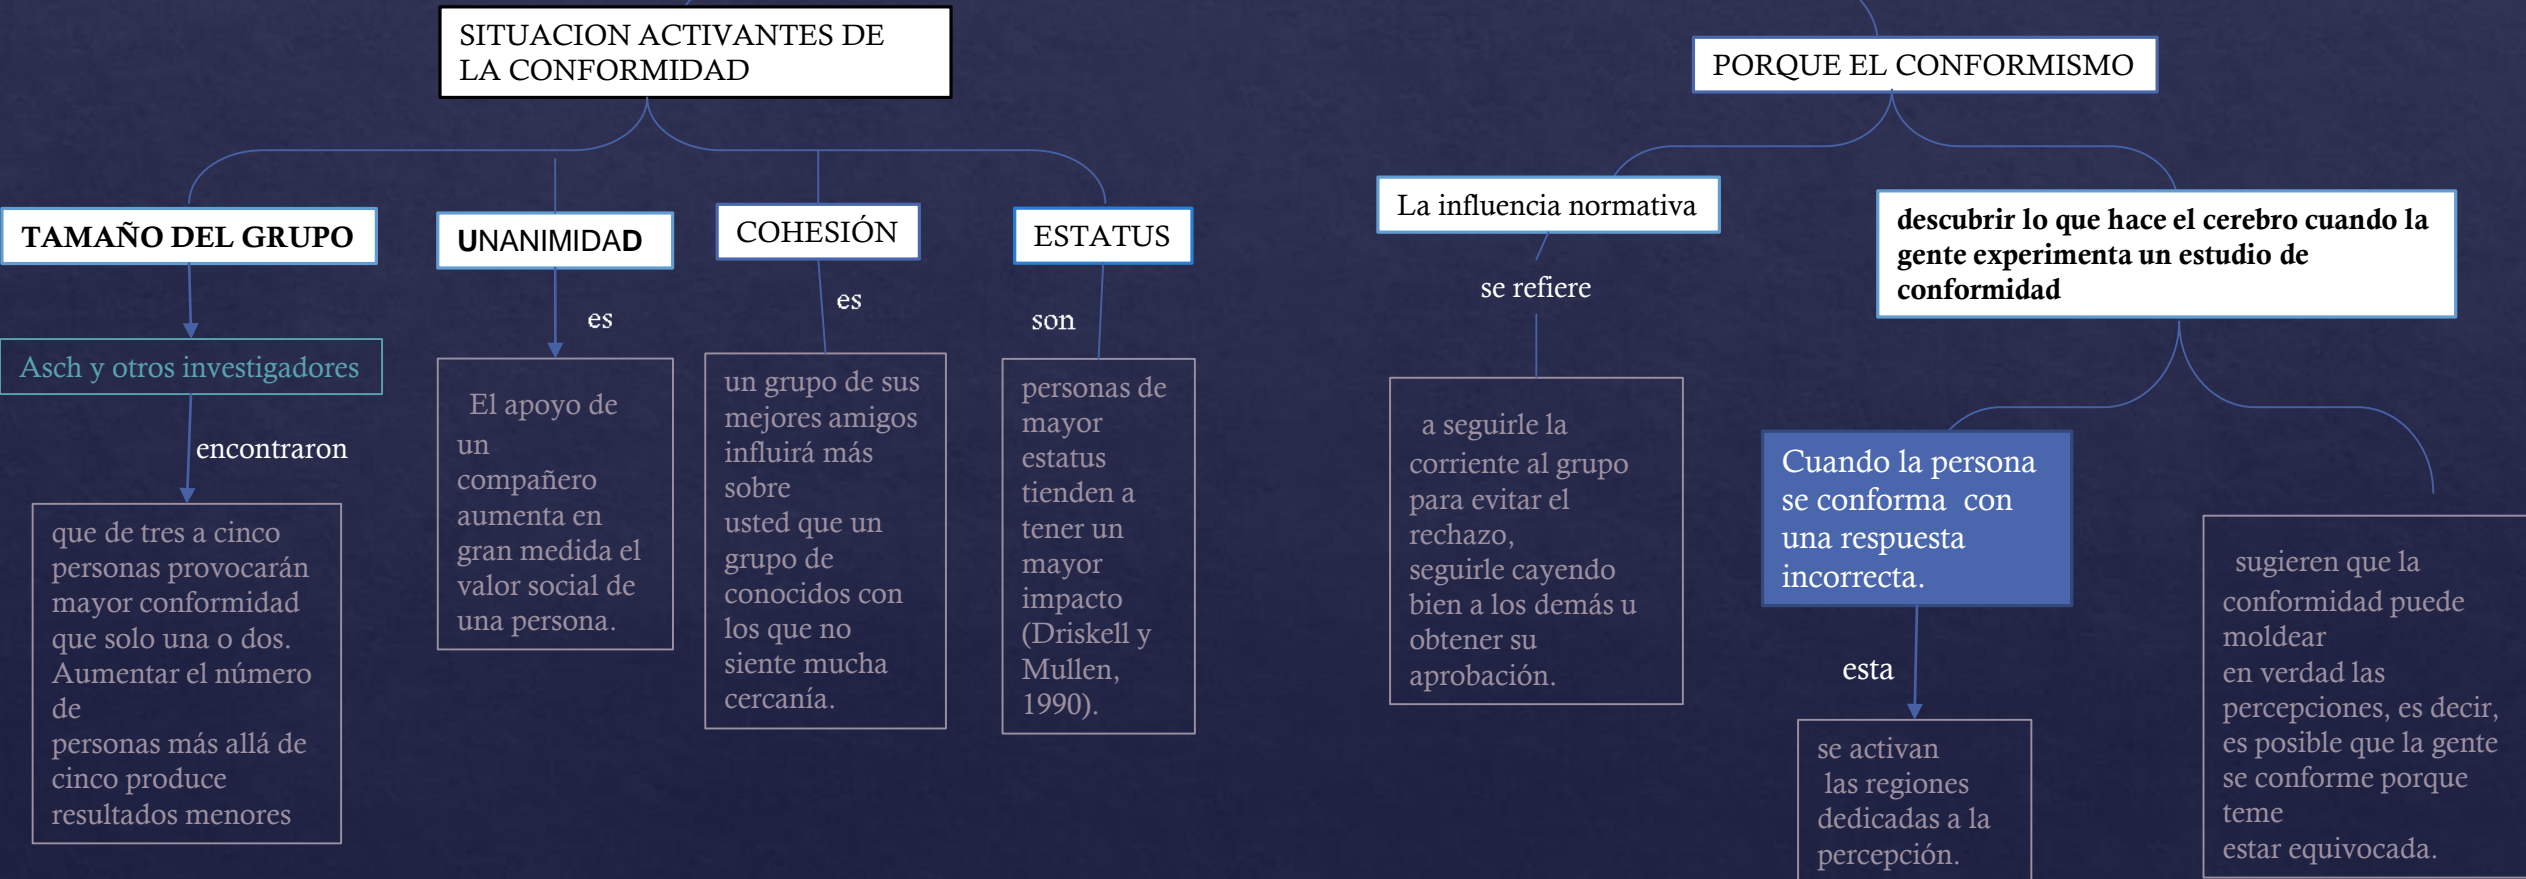 SITUACION ACTIVANTES DE
LA CONFORMIDAD
TAMAÑO DEL GRUPO
Asch y otros investigadores
encontraron
que de tres a cinco
personas provocarán
mayor conformidad
que solo una o dos.
Aumentar el número
de
personas más allá de
cinco produce
resultados menores
UNANIMIDAD
es
El apoyo de
un
compañero
aumenta en
gran medida el
valor social de
una persona.
COHESIÓN
es
un grupo de sus
mejores amigos
influirá más
sobre
usted que un
grupo de
conocidos con
los que no
siente mucha
cercanía.
ESTATUS
son
personas de
mayor
estatus
tienden a
tener un
mayor
impacto
(Driskell y
Mullen,
1990).
PORQUE EL CONFORMISMO
La influencia normativa
se refiere
a seguirle la
corriente al grupo
para evitar el
rechazo,
seguirle cayendo
bien a los demás u
obtener su
aprobación.
descubrir lo que hace el cerebro cuando la
gente experimenta un estudio de
conformidad
Cuando la persona
se conforma con
una respuesta
incorrecta.
esta
se activan
las regiones
dedicadas a la
percepción.
sugieren que la
conformidad puede
moldear
en verdad las
percepciones, es decir,
es posible que la gente
se conforme porque
teme
estar equivocada.